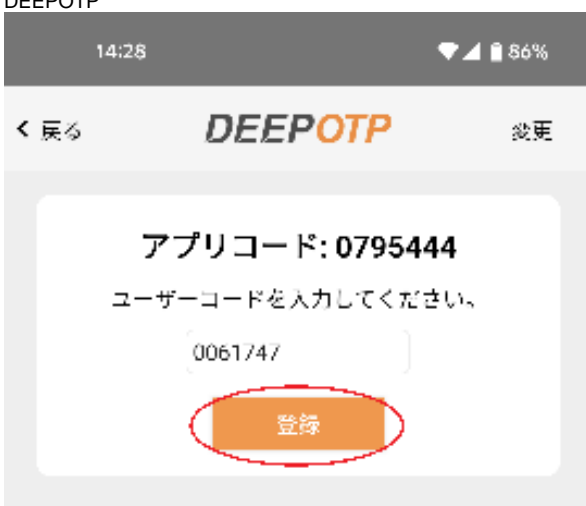 DEEPOTP
14:28 86%
< 戻る DEEPOTP 変更
アプリコード: 0795444
ユーザーコードを入力してください。
0061747
登録